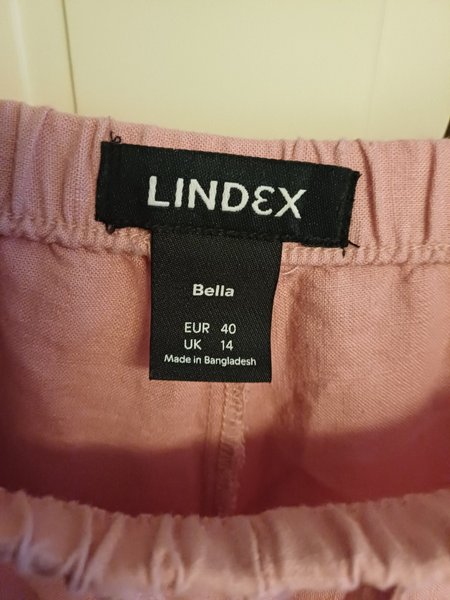 LINDEX
Bella
EUR 40
UK 14
Made in Bangladesh